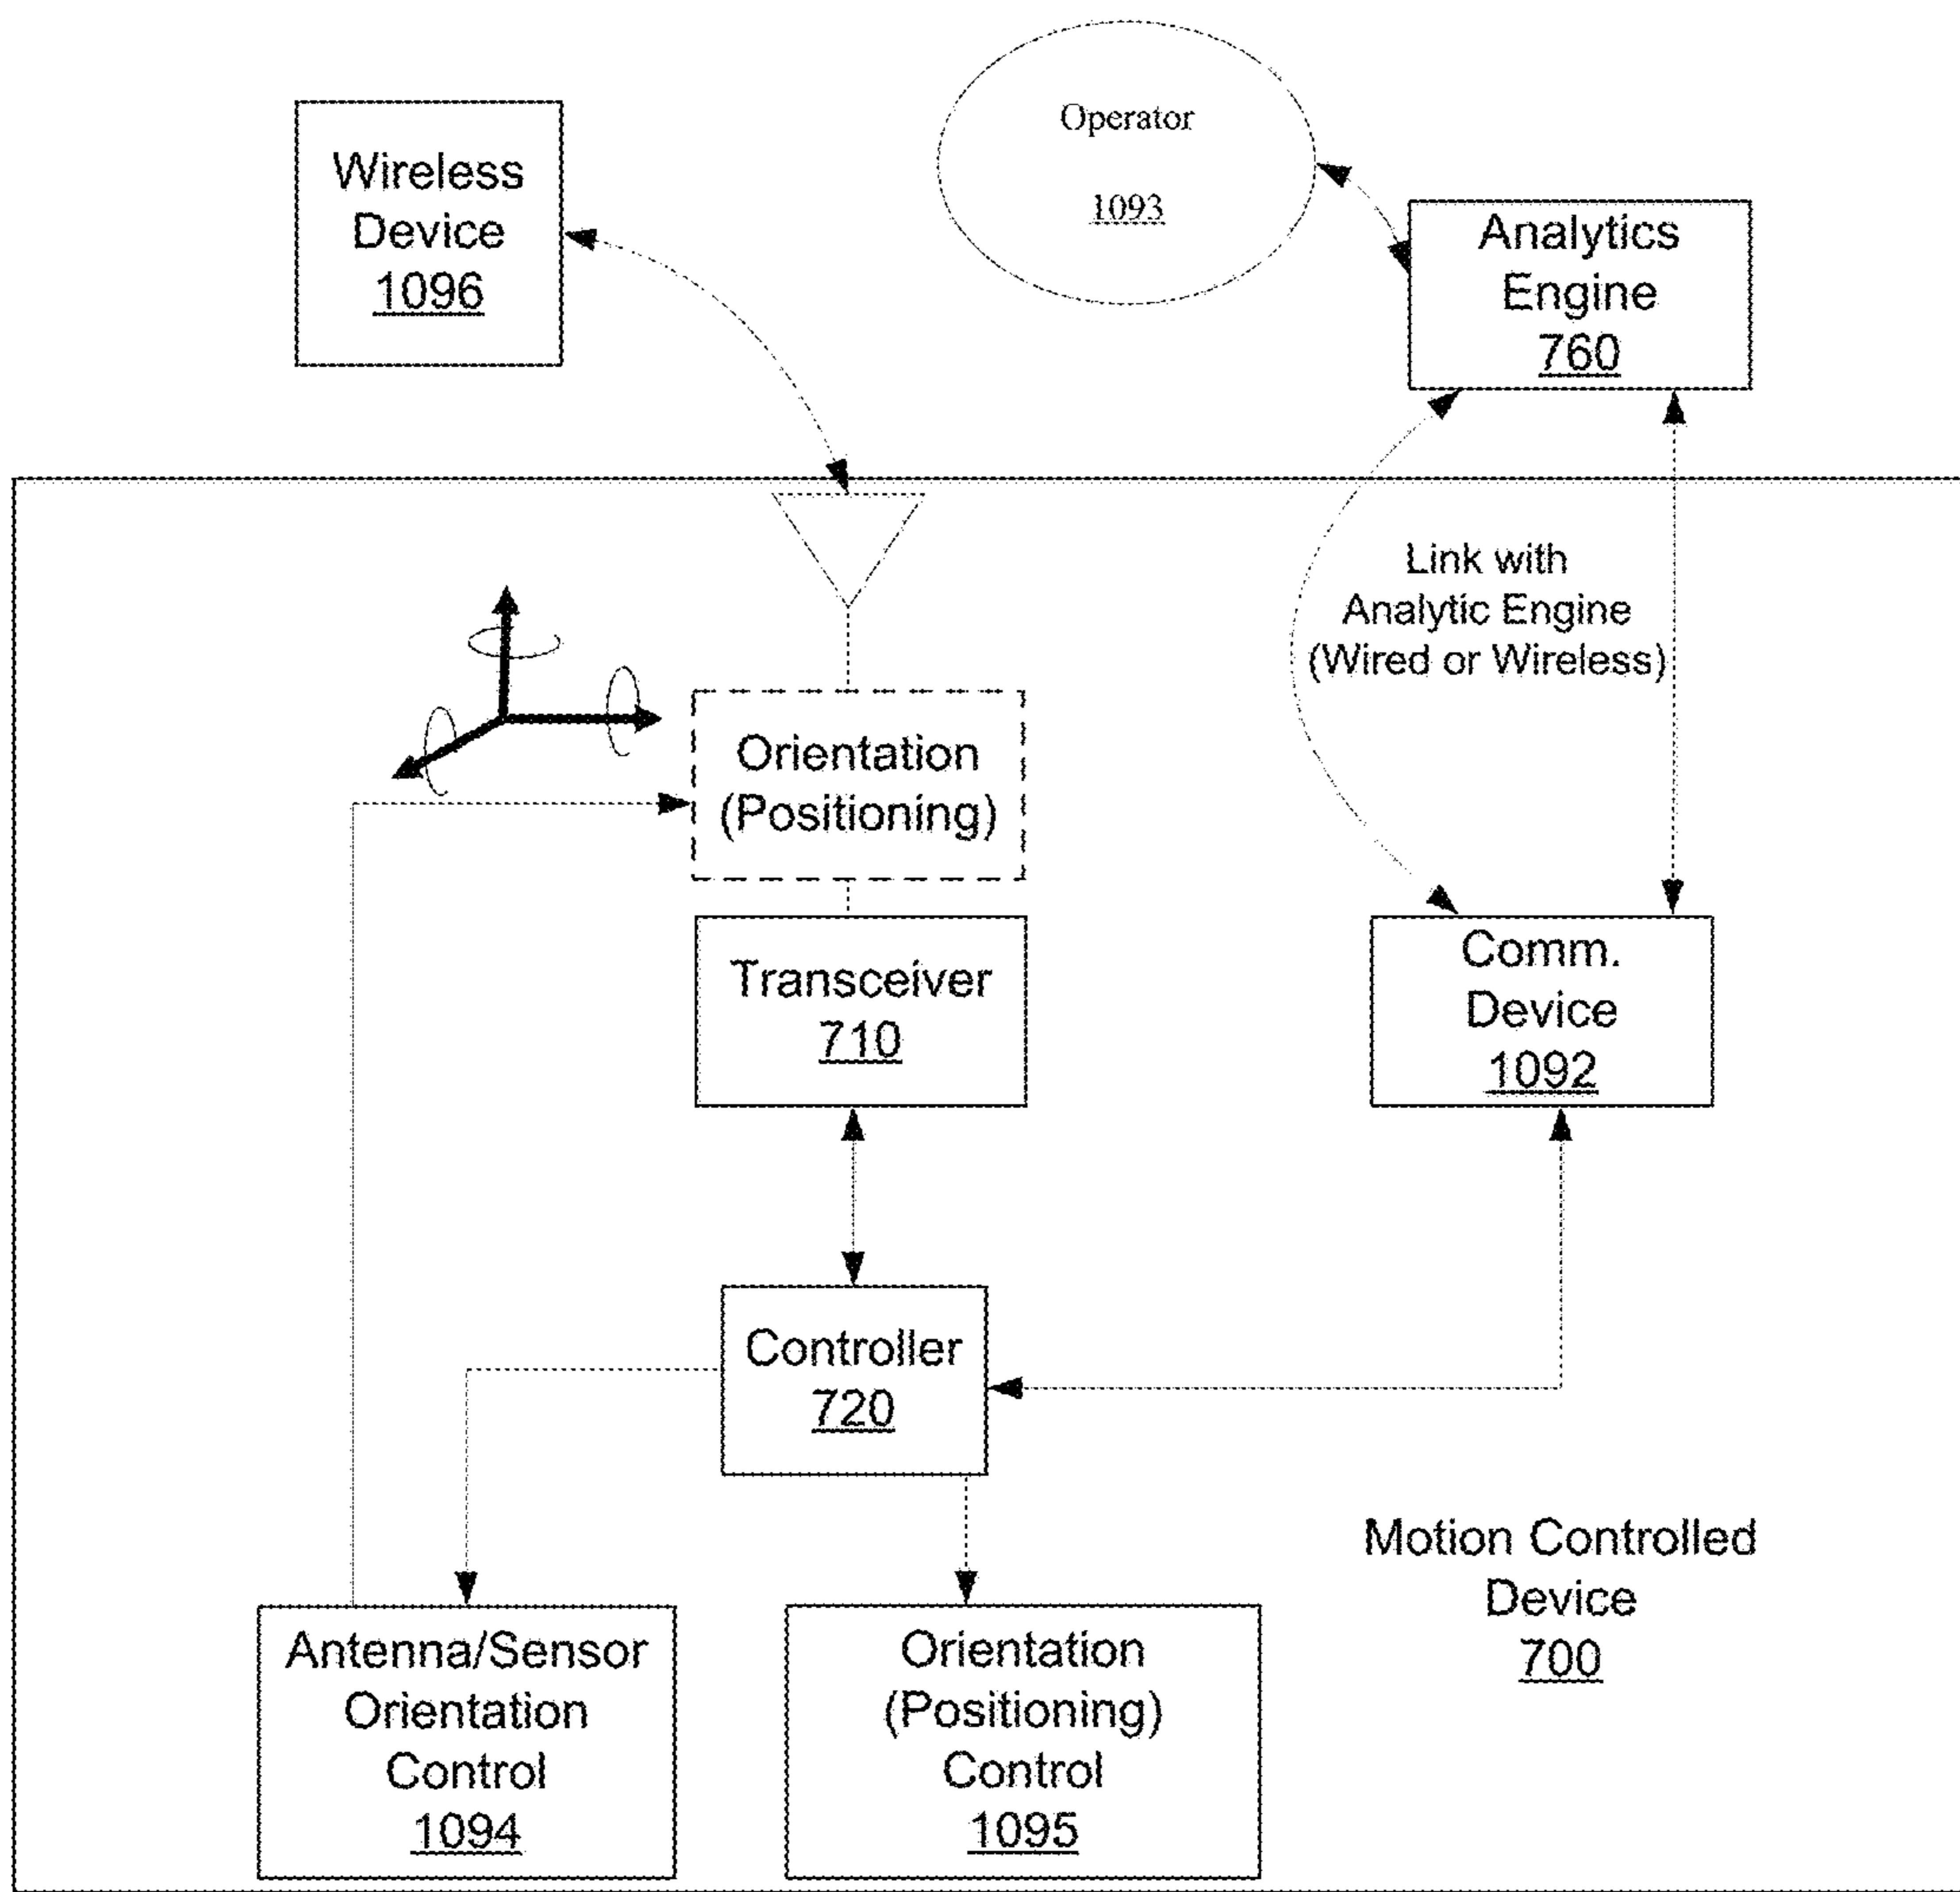 Wireless
Device
1096
Operator
1093
Analytics
Engine
760
Link with
Analytic Engine
(Wired or Wireless)
Orientation
(Positioning)
Transceiver
710
Comm.
Device
1092
Controller
720
Motion Controlled
Device
700
Antenna/Sensor
Orientation
Control
1094
Orientation
(Positioning)
Control
1095